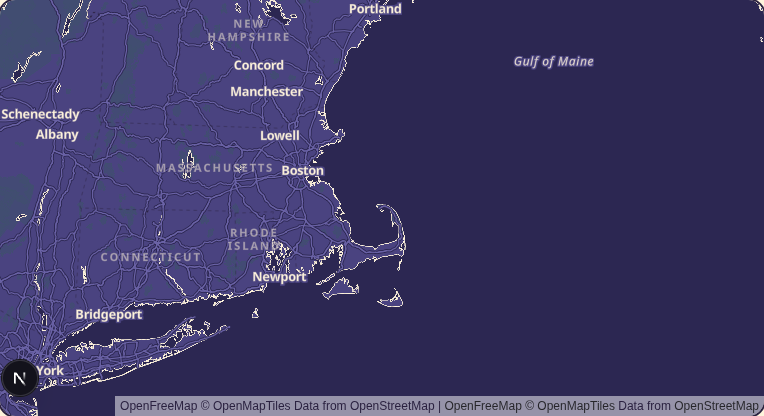 Portland
NEW
HAMPSHIRE
Gulf of Maine
Concord
Manchester
Schenectady
Albany
Lowell
MASSACHUSETTS
Boston
RHODE
ISLAND
CONNECTICUT
Newport
Bridgeport
York
N
OpenFreeMap © OpenMapTiles Data from OpenStreetMap | OpenFreeMap © OpenMapTiles Data from OpenStreetMap